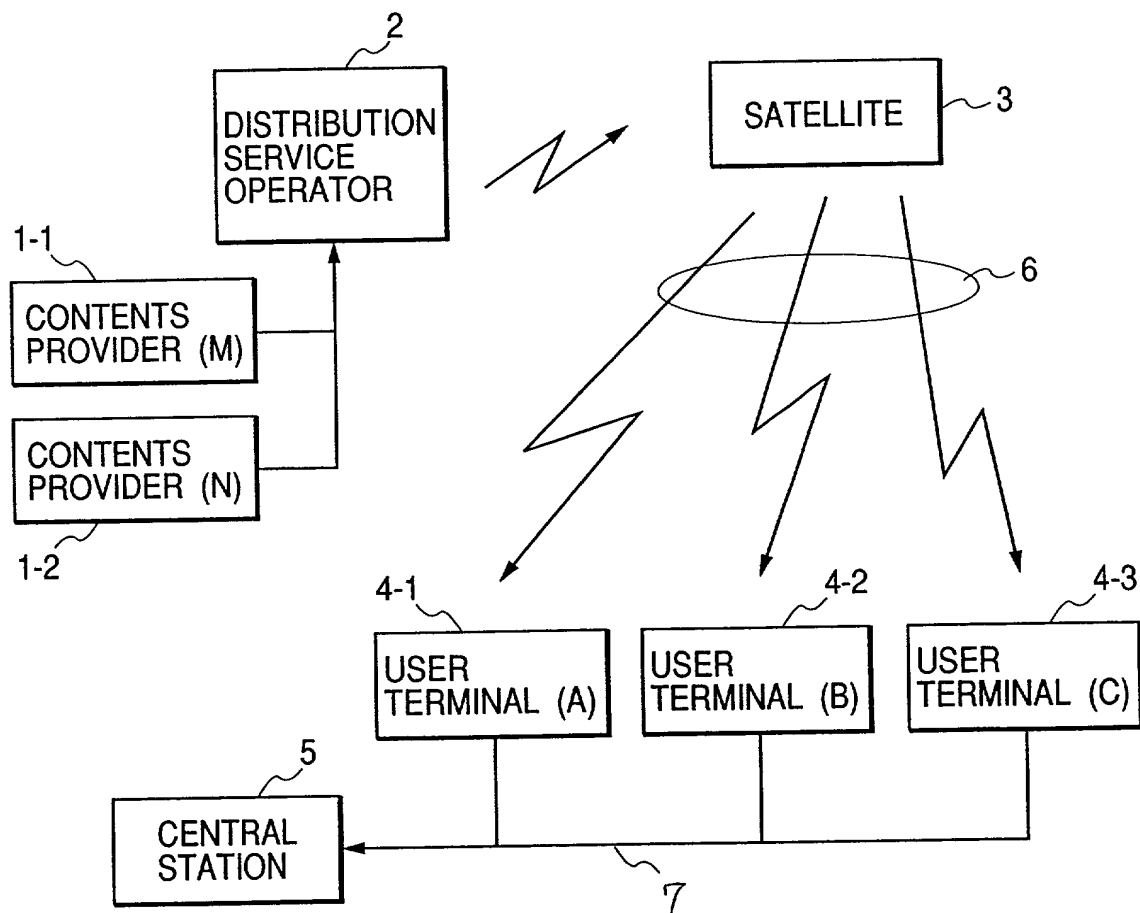 2
DISTRIBUTION
SERVICE
OPERATOR
SATELLITE
3
1-1
CONTENTS
PROVIDER (M)
6
CONTENTS
PROVIDER (N)
1-2
4-1
4-2
4-3
USER
TERMINAL (A)
USER
TERMINAL (B)
USER
TERMINAL (C)
5
CENTRAL
STATION
7